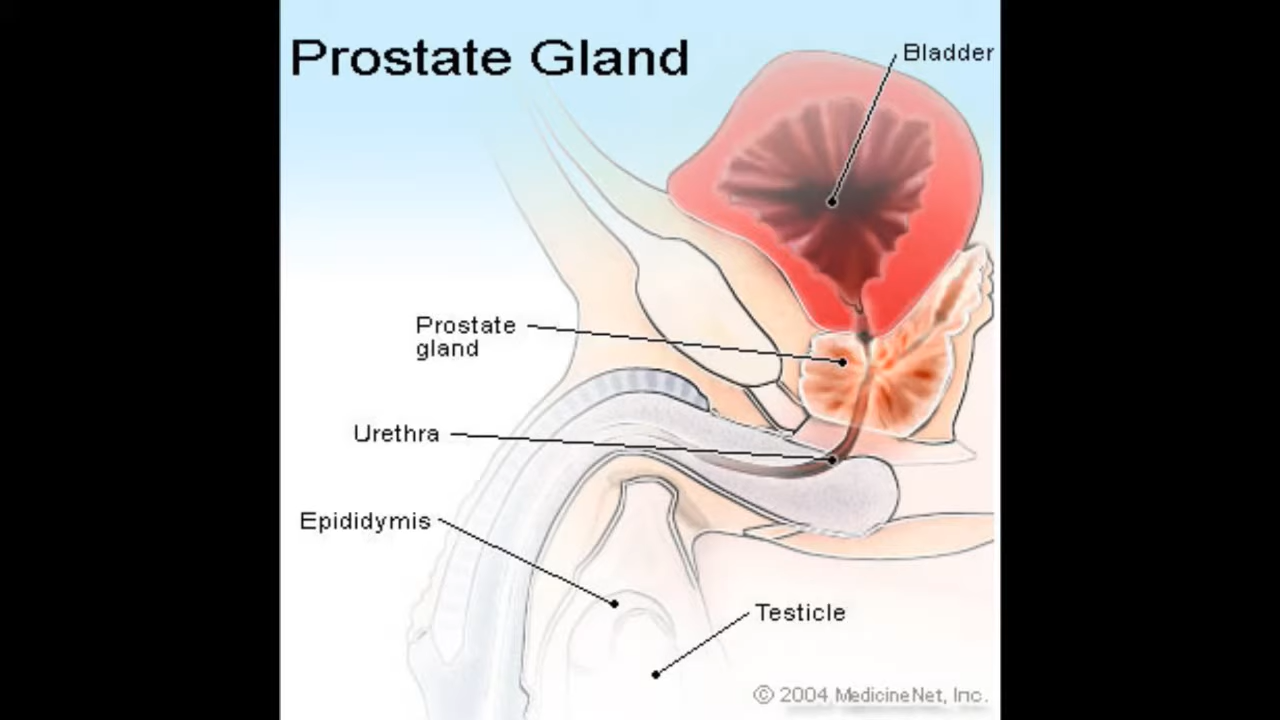 Prostate Gland
Bladder
Prostate
gland
Urethra
Epididymis
Testicle
© 2004 MedicineNet, Inc.